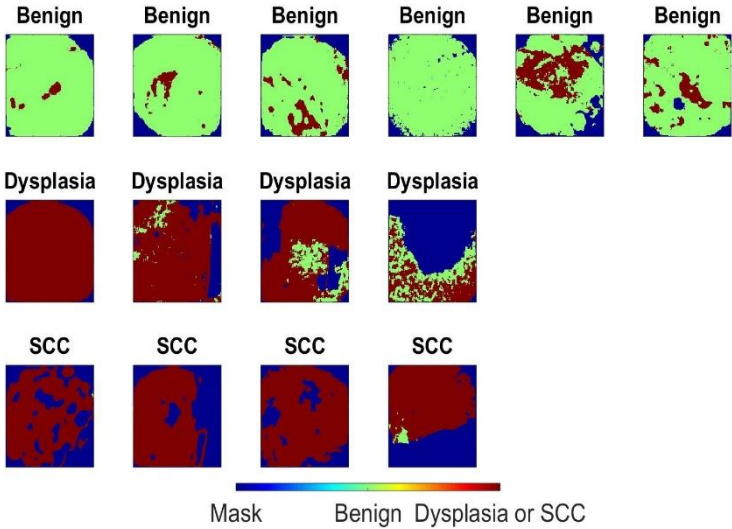 Benign Benign Benign Benign Benign Benign
Dysplasia Dysplasia Dysplasia Dysplasia
SCC SCC SCC SCC
Mask Benign Dysplasia or SCC